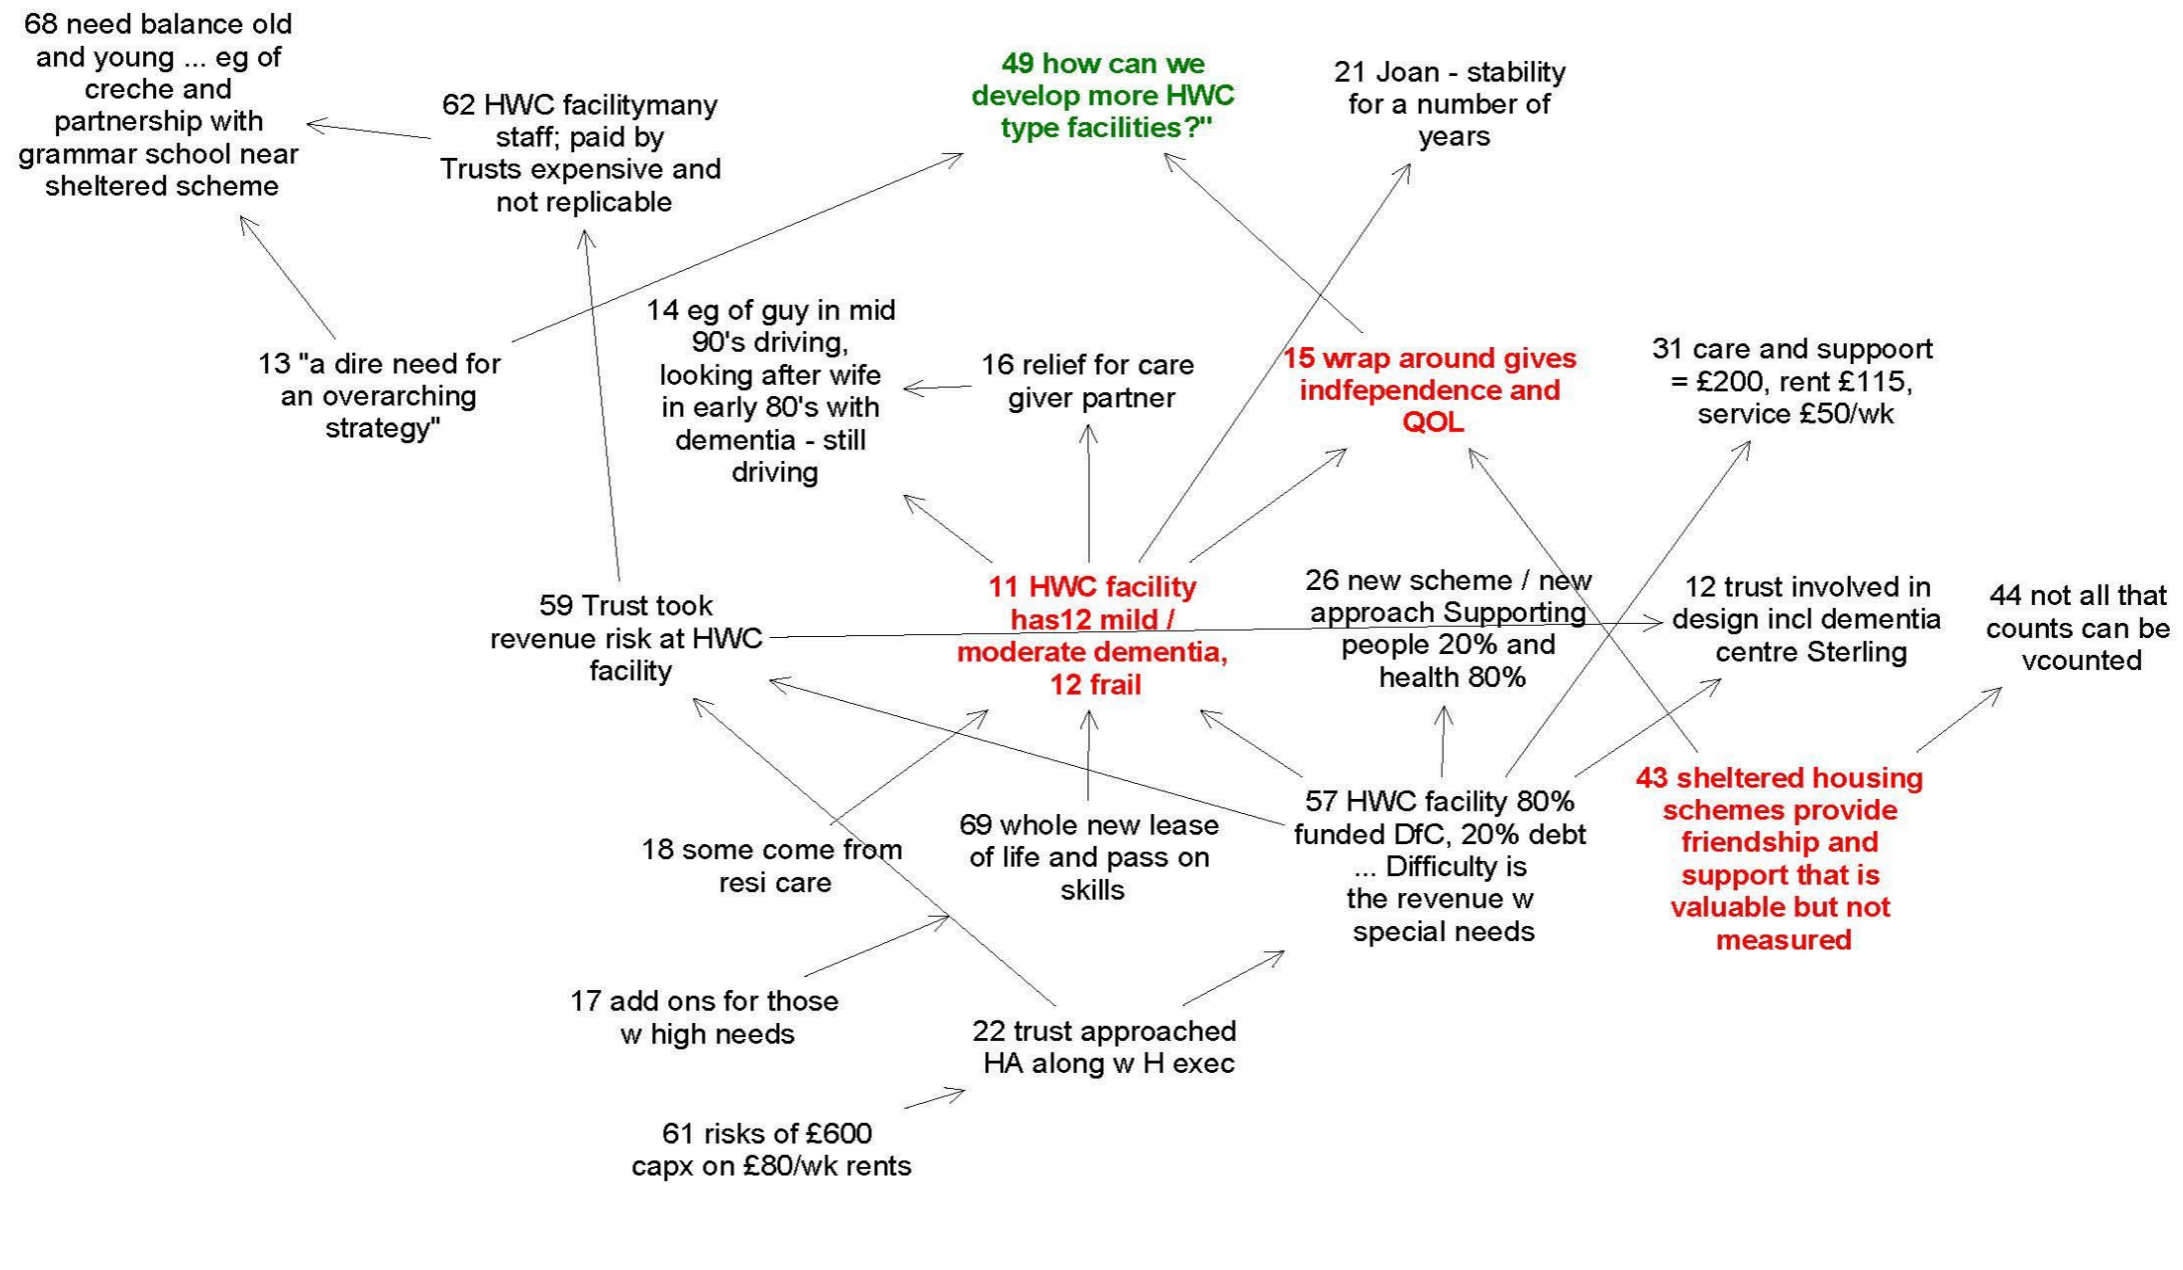 68 need balance old
and young ... eg of
creche and
partnership with
grammar school near
sheltered scheme
62 HWC facilitymany
staff; paid by
Trusts expensive and
not replicable
49 how can we
develop more HWC
type facilities?"
21 Joan - stability
for a number of
years
13 "a dire need for
an overarching
strategy"
14 eg of guy in mid
90's driving,
looking after wife
in early 80's with
dementia - still
driving
16 relief for care
giver partner
15 wrap around gives
indfependence and
QOL
31 care and suppoort
= £200, rent £115,
service £50/wk
59 Trust took
revenue risk at HWC
facility
11 HWC facility
has12 mild /
moderate dementia,
12 frail
26 new scheme / new
approach Supporting
people 20% and
health 80%
12 trust involved in
design incl dementia
centre Sterling
44 not all that
counts can be
vcounted
18 some come from
resi care
69 whole new lease
of life and pass on
skills
57 HWC facility 80%
funded DfC, 20% debt
... Difficulty is
the revenue w
special needs
43 sheltered housing
schemes provide
friendship and
support that is
valuable but not
measured
17 add ons for those
w high needs
22 trust approached
HA along w H exec
61 risks of £600
capx on £80/wk rents